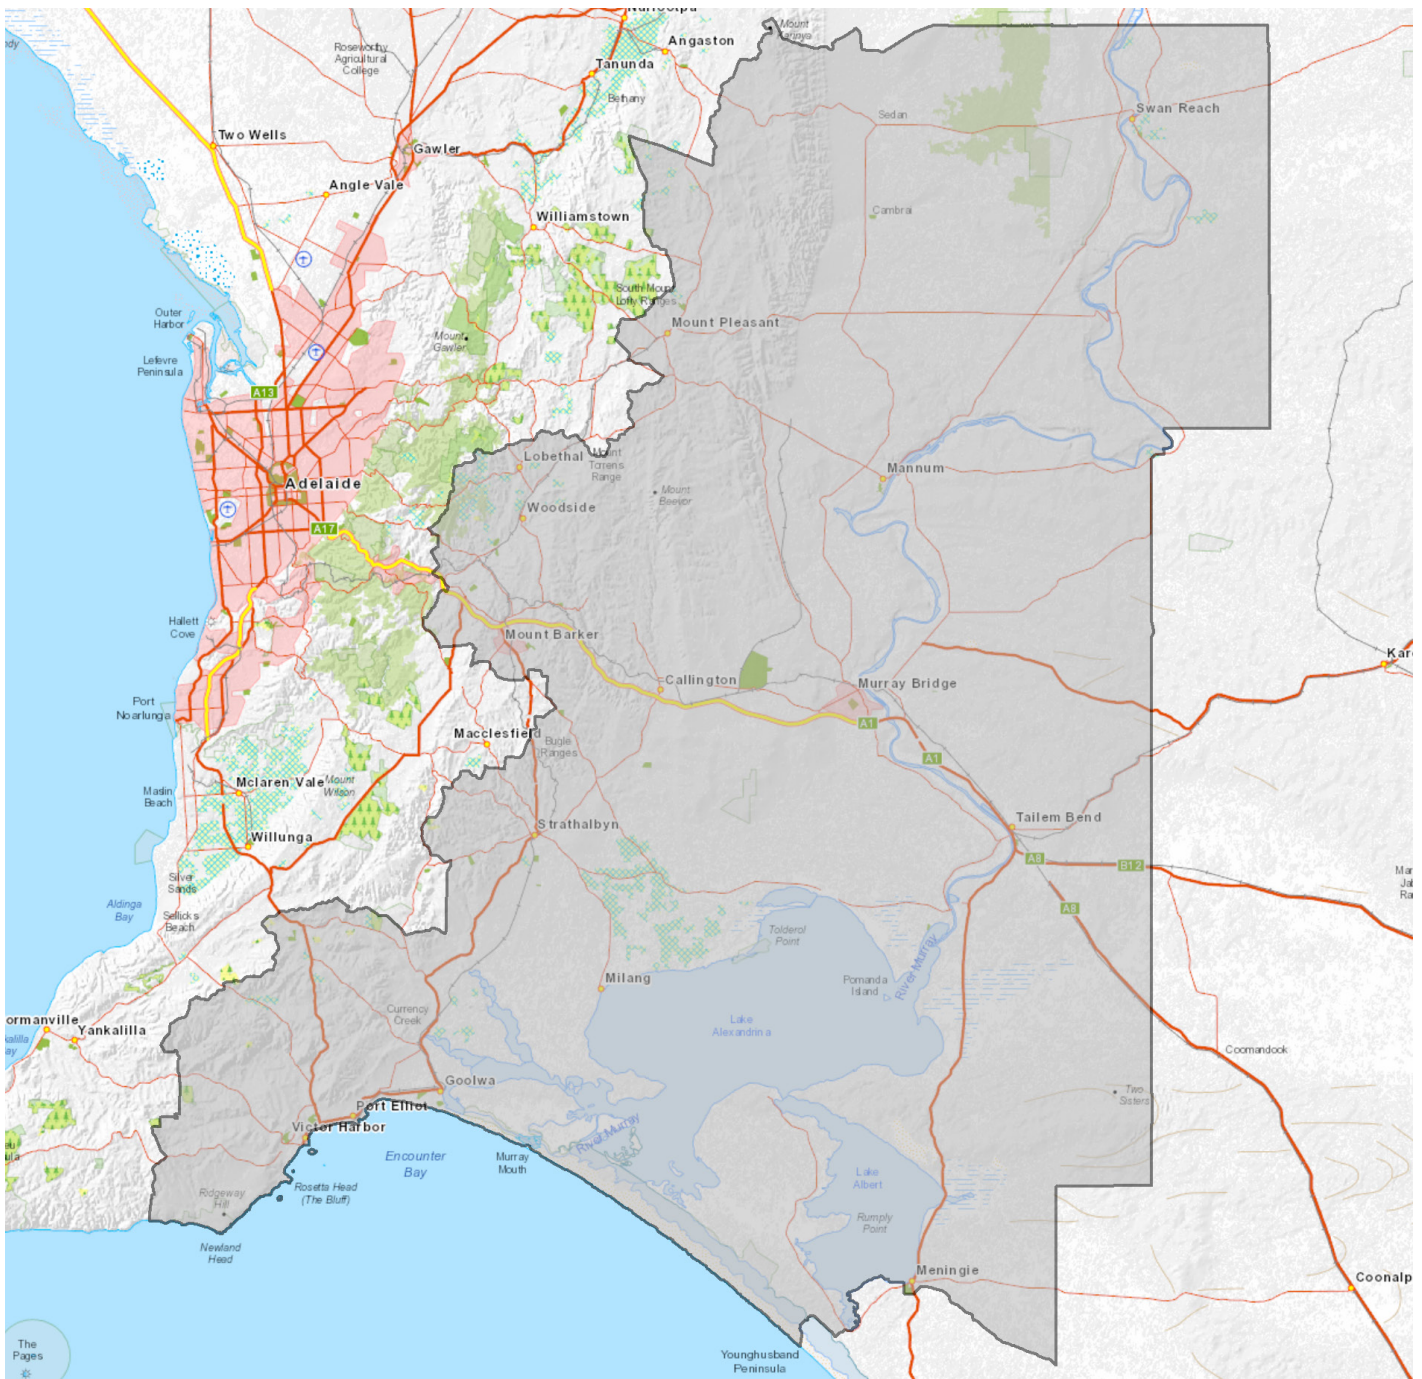 Mount
Angaston
Roseworthy
Agricultural
College
Tanunda
Bethany
Sedan
Swan Reach
Two Wells
Gawler
Angle Vale
Cambrai
Williamstown
South Mount
Lofty Ranges
Outer
Harbor
Mount Pleasant
Mount
Gawler
Lefevre
Peninsula
A13
Lobethal
Mount
Torrens
Range
Mannum
Adelaide
Mount
Beevor
Woodside
A17
Hallett
Cove
Mount Barker
Callington
Murray Bridge
Port
Noarlunga
A1
Macclesfield
Bugle
Ranges
A1
Mclaren Vale
Mount
Wilson
Maslin
Beach
Tailem Bend
Strathalbyn
Willunga
A8
B12
Silver
Sands
Aldinga
Bay
Sellicks
Beach
A8
Tolderol
Point
River Murray
Milang
Pomanda
Island
Currency
Creek
Lake
Alexandrina
Yankalilla
Coomandook
Goolwa
Two
Sisters
Port Elliot
Victor Harbor
River Murray
Encounter
Bay
Murray
Mouth
Lake
Albert
Rosetta Head
(The Bluff)
Ridgeway
Hill
Rumply
Point
Newland
Head
Meningie
The
Pages
Younghusband
Peninsula